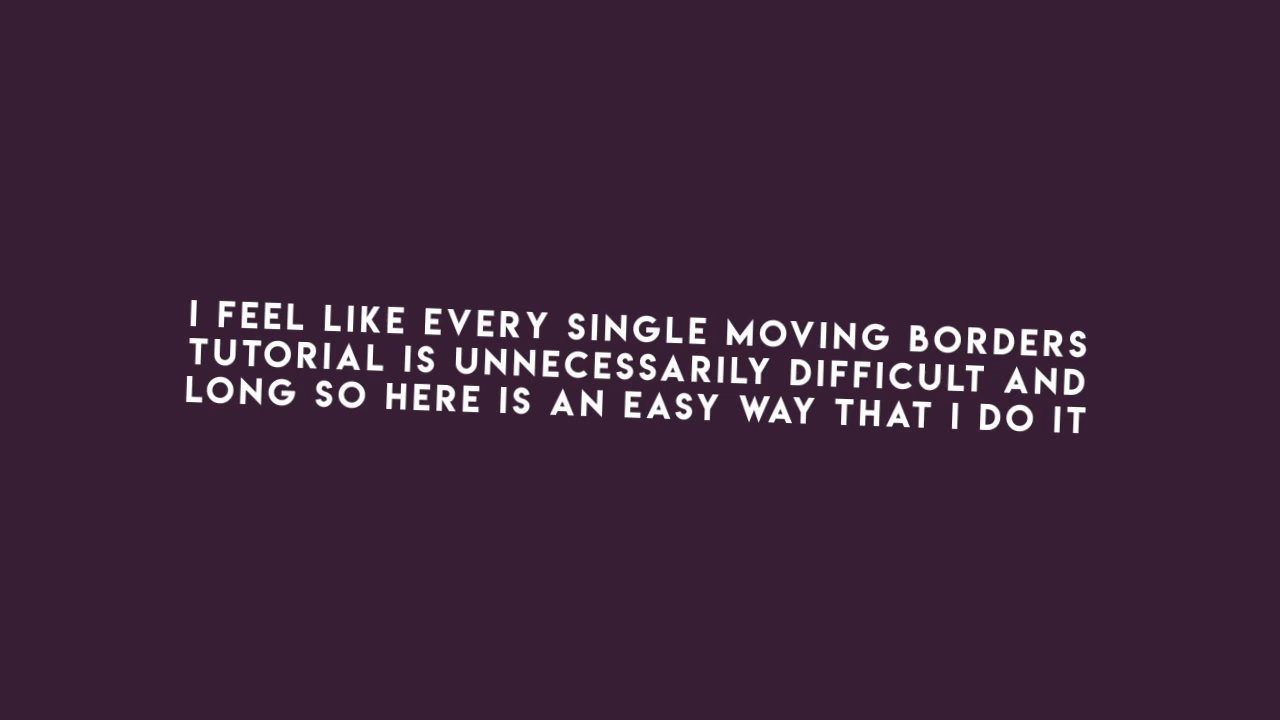 I FEEL LIKE EVERY SINGLE MOVING BORDERS
TUTORIAL IS UNNECESSARILY DIFFICULT AND
LONG SO HERE IS AN EASY WAY THAT I DO IT